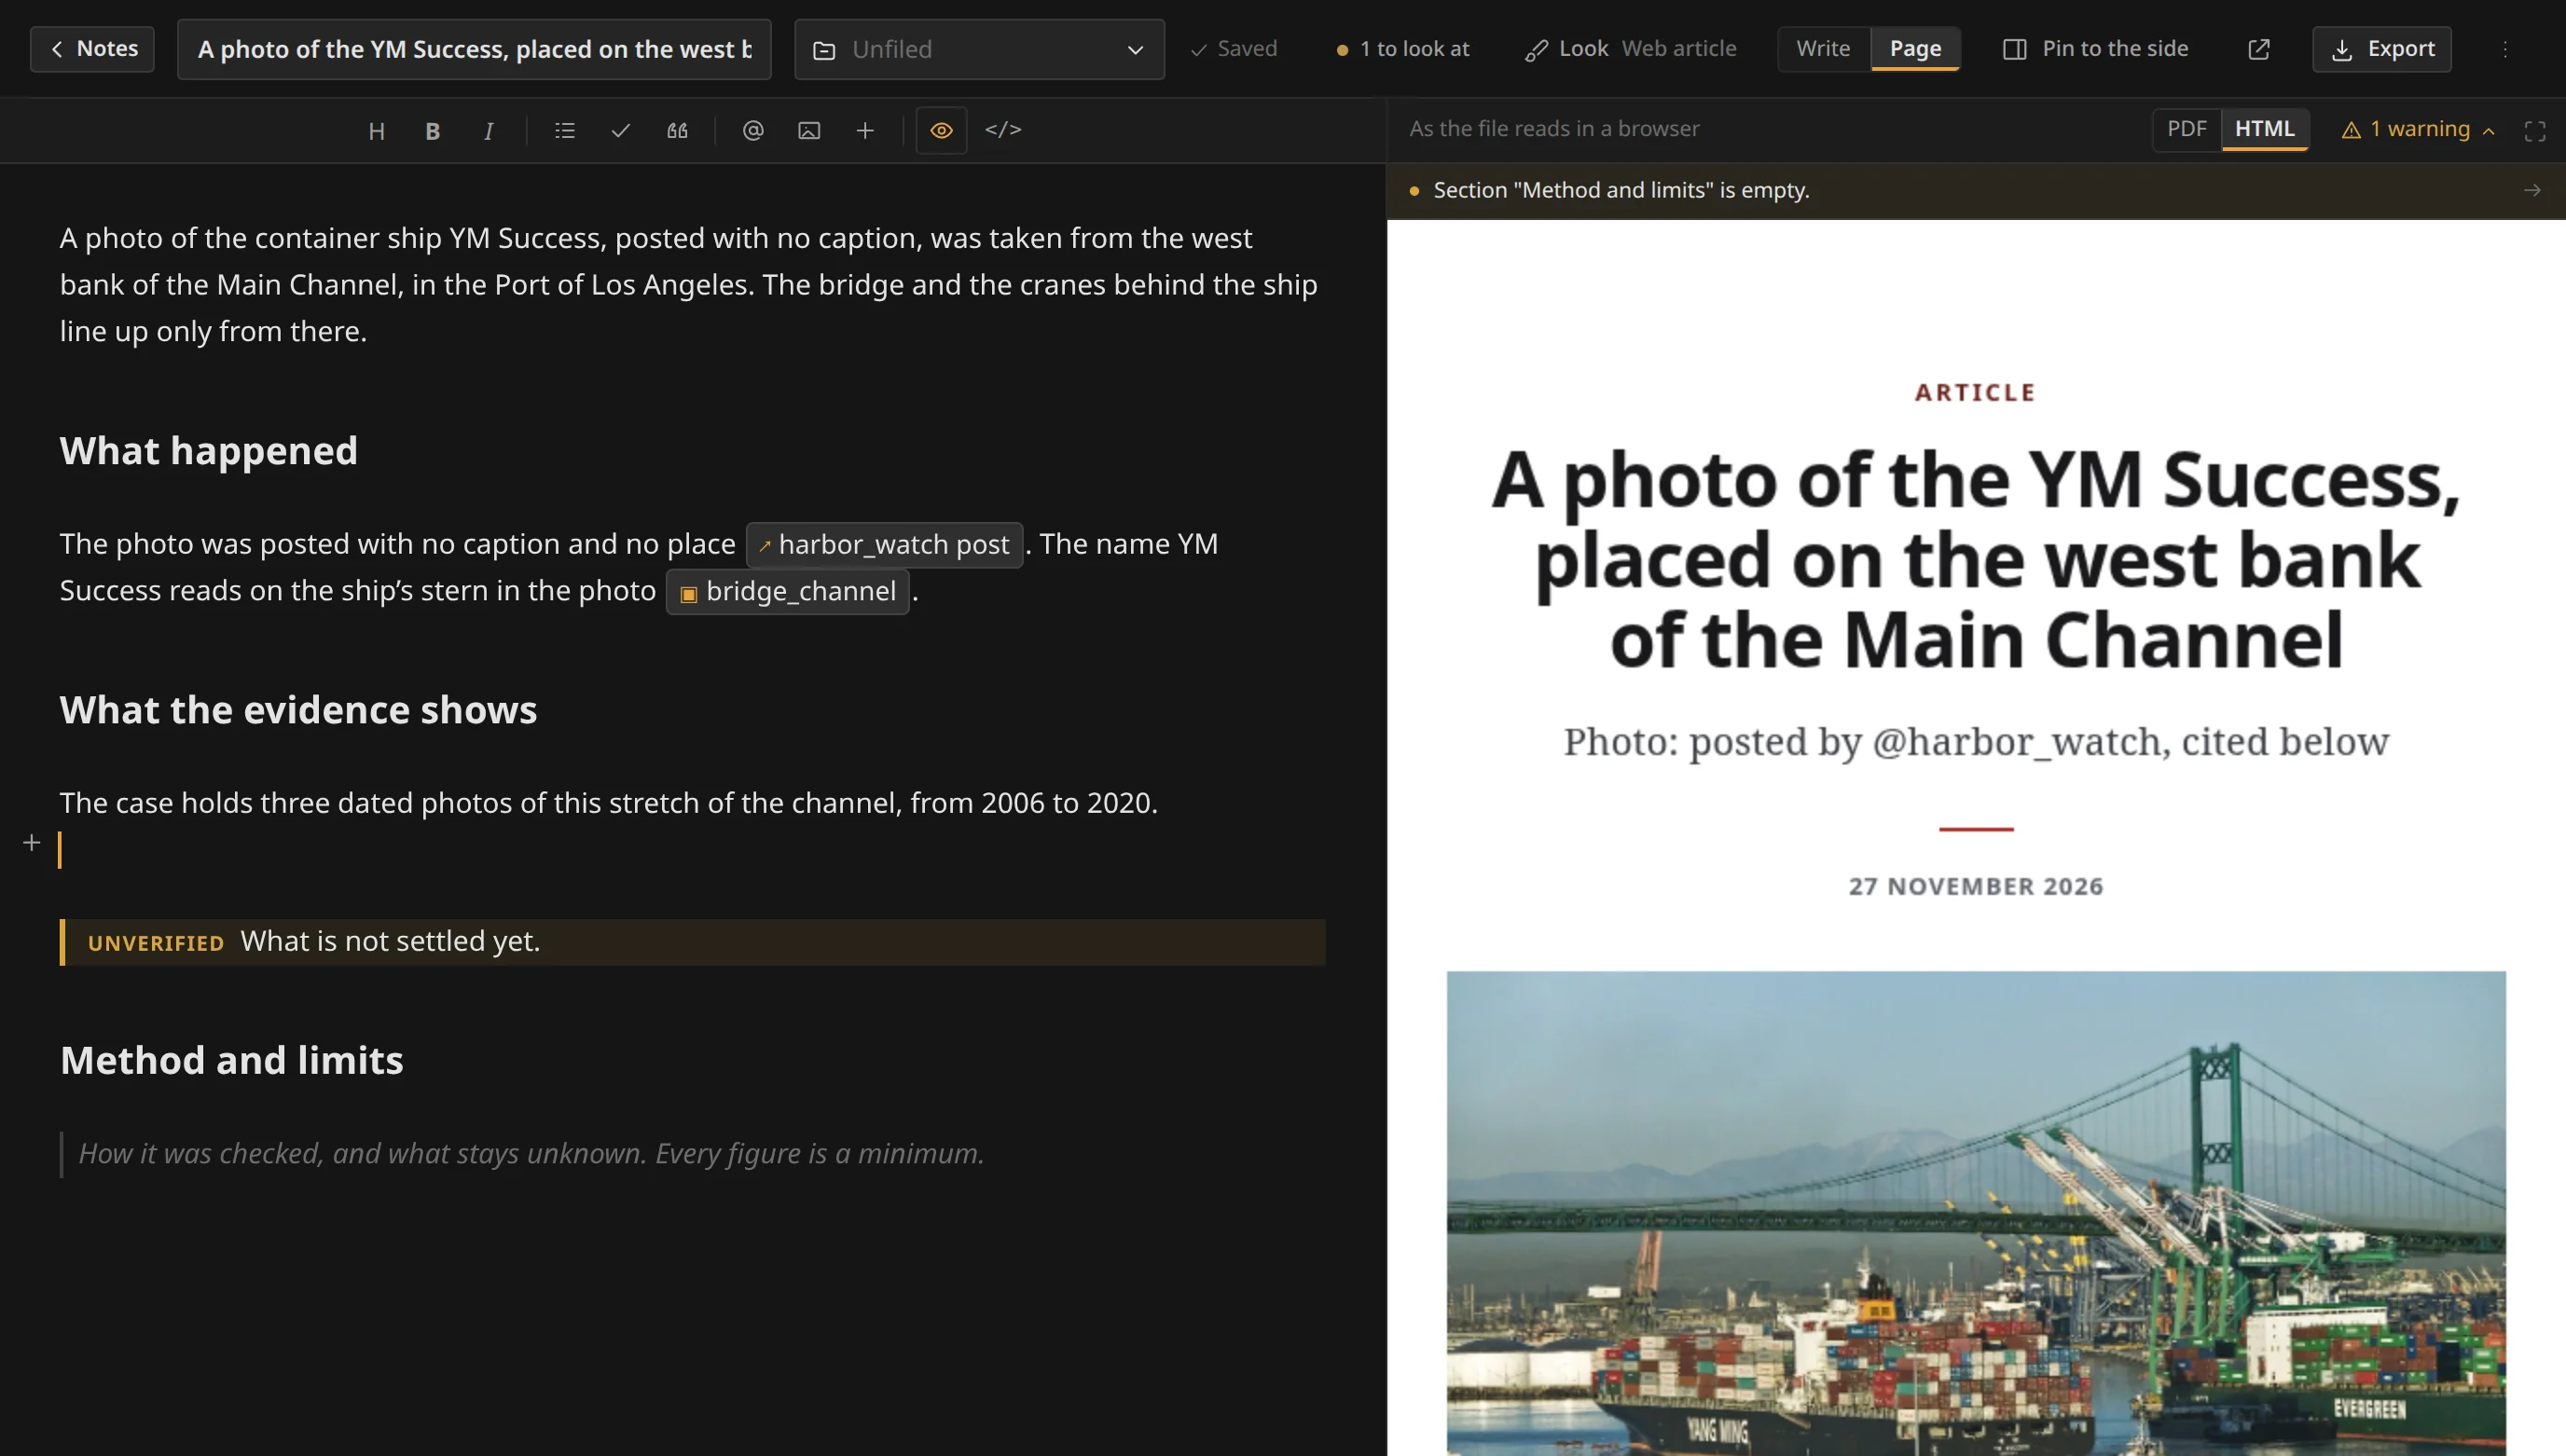 Notes
A photo of the YM Success, placed on the west b
Unfiled
Saved
1 to look at
Look Web article
Write
Page
Pin to the side
Export
H B I @ </>
As the file reads in a browser
PDF HTML
1 warning
Section "Method and limits" is empty.
A photo of the container ship YM Success, posted with no caption, was taken from the west
bank of the Main Channel, in the Port of Los Angeles. The bridge and the cranes behind the ship
line up only from there.
What happened
The photo was posted with no caption and no place harbor_watch post. The name YM
Success reads on the ship’s stern in the photo bridge_channel.
What the evidence shows
The case holds three dated photos of this stretch of the channel, from 2006 to 2020.
UNVERIFIED What is not settled yet.
Method and limits
How it was checked, and what stays unknown. Every figure is a minimum.
ARTICLE
A photo of the YM Success,
placed on the west bank
of the Main Channel
Photo: posted by @harbor_watch, cited below
27 NOVEMBER 2026
YANG MING
EVERGREEN